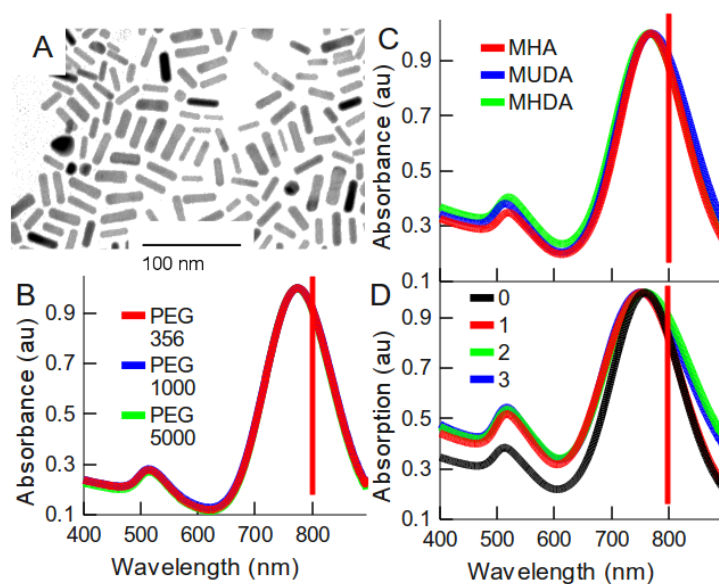 A
100 nm
B
Absorbance (au)
0.9
0.7
0.5
0.3
0.1
PEG
356
PEG
1000
PEG
5000
400 500 600 700 800
Wavelength (nm)
C
Absorbance (au)
0.9
0.7
0.5
0.3
0.1
MHA
MUDA
MHDA
D
Absorption (au)
0.9
0.7
0.5
0.3
0.1
0
1
2
3
400 500 600 700 800
Wavelength (nm)